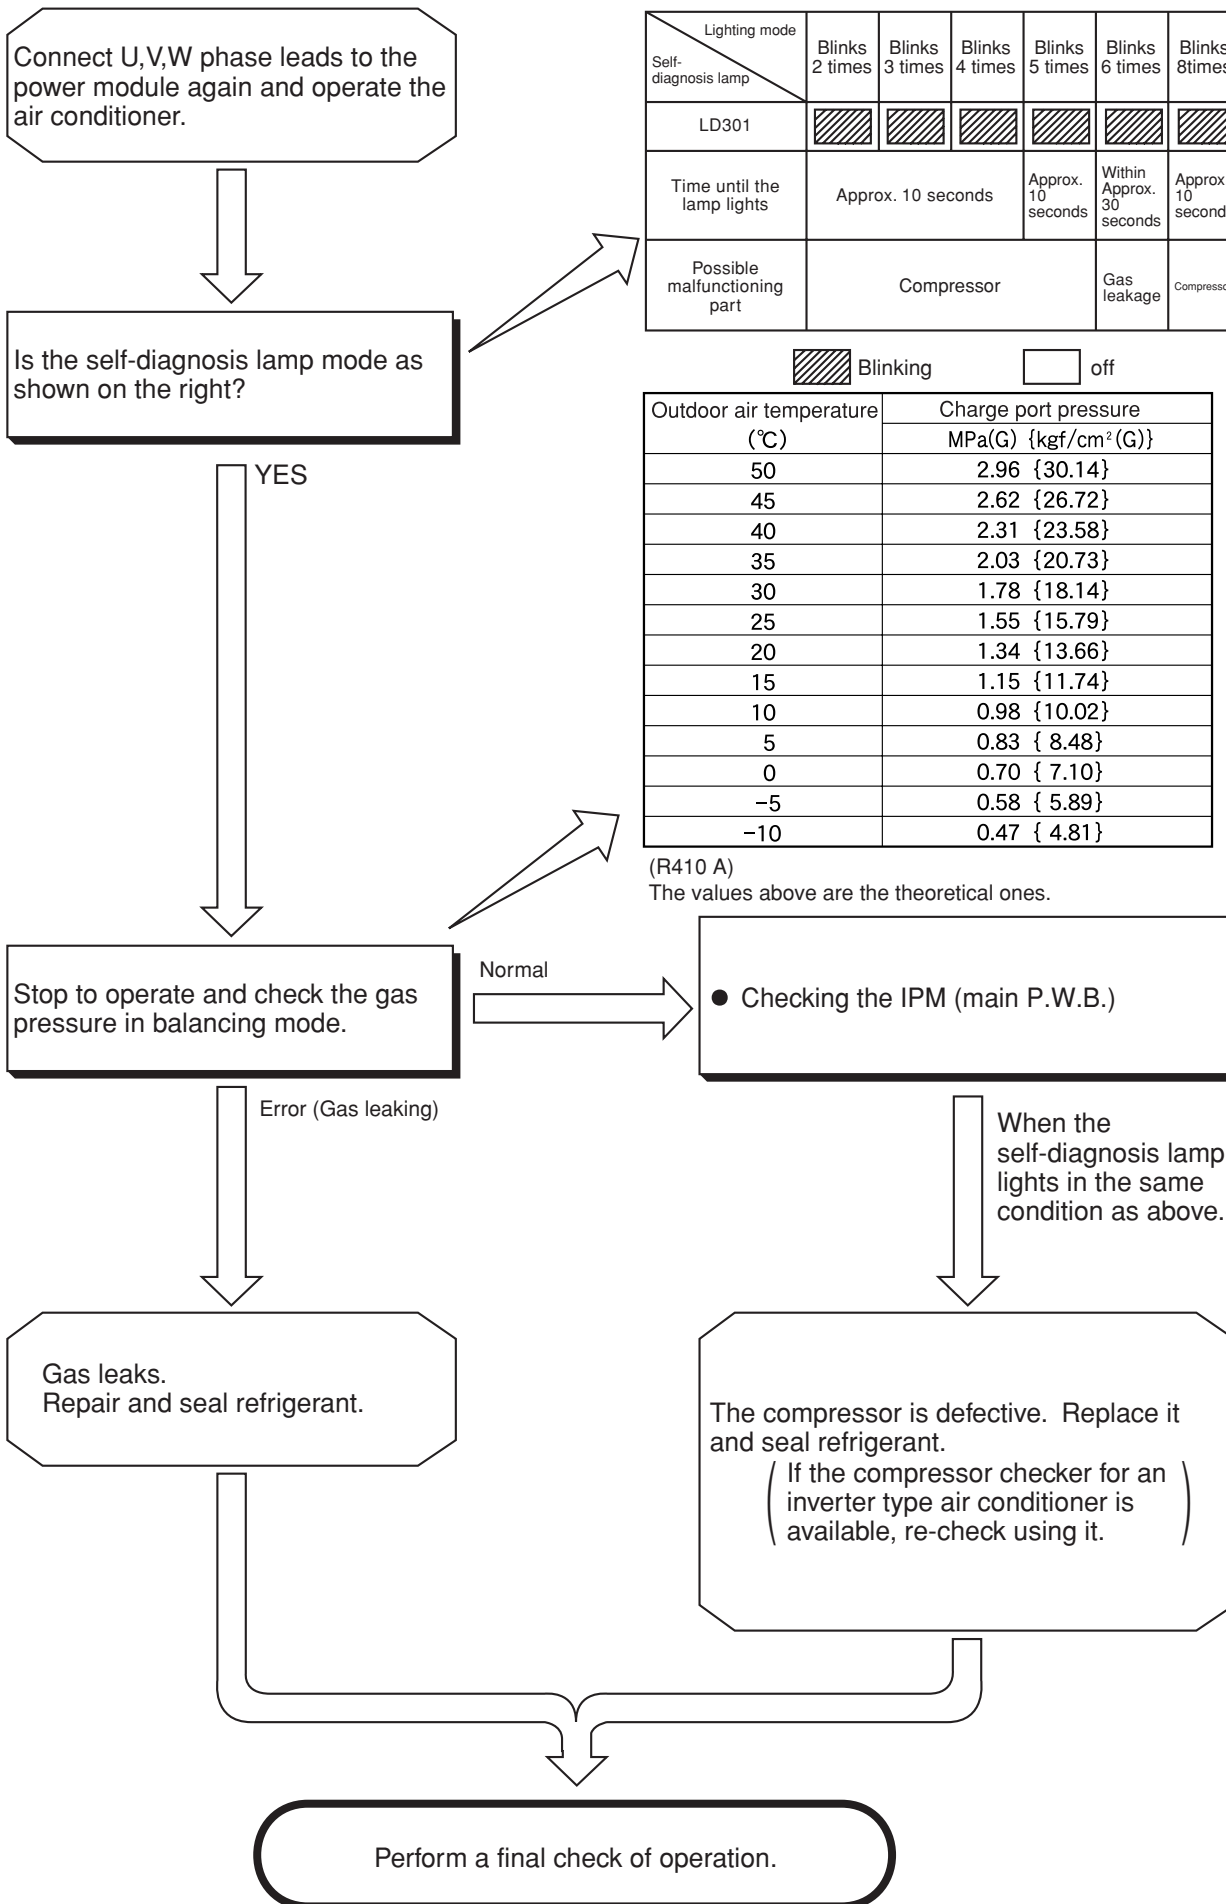 Connect U,V,W phase leads to the
power module again and operate the
air conditioner.
Is the self-diagnosis lamp mode as
shown on the right?
YES
Lighting mode
Self-
diagnosis lamp
Blinks
2 times
Blinks
3 times
Blinks
4 times
Blinks
5 times
Blinks
6 times
Blinks
8times
LD301
Time until the
lamp lights
Approx. 10 seconds
Approx.
10
seconds
Within
Approx.
30
seconds
Approx
10
second
Possible
malfunctioning
part
Compressor
Gas
leakage
Compresso
Blinking
off
Outdoor air temperature
(℃)
Charge port pressure
MPa(G) {kgf/cm²(G)}
50 2.96 {30.14}
45 2.62 {26.72}
40 2.31 {23.58}
35 2.03 {20.73}
30 1.78 {18.14}
25 1.55 {15.79}
20 1.34 {13.66}
15 1.15 {11.74}
10 0.98 {10.02}
5 0.83 { 8.48}
0 0.70 { 7.10}
−5 0.58 { 5.89}
−10 0.47 { 4.81}
(R410 A)
The values above are the theoretical ones.
Stop to operate and check the gas
pressure in balancing mode.
Normal
● Checking the IPM (main P.W.B.)
Error (Gas leaking)
When the
self-diagnosis lamp
lights in the same
condition as above.
Gas leaks.
Repair and seal refrigerant.
The compressor is defective. Replace it
and seal refrigerant.
(If the compressor checker for an
inverter type air conditioner is
available, re-check using it.)
Perform a final check of operation.